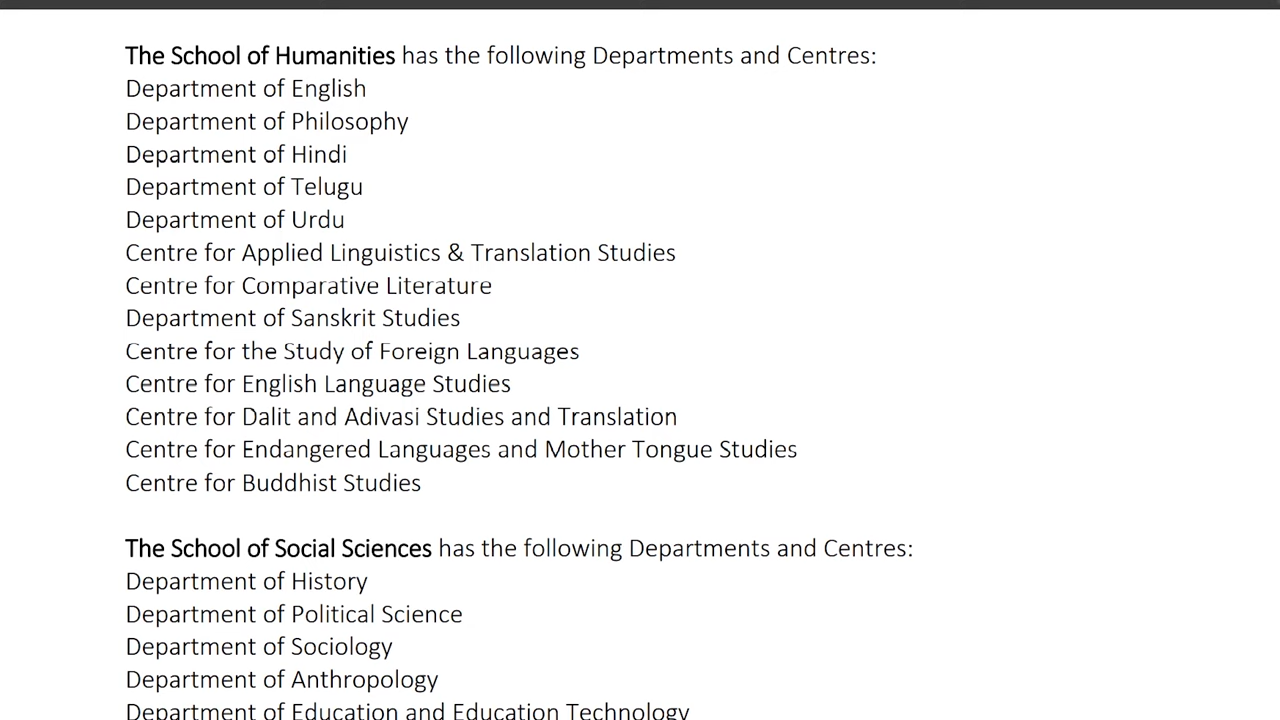 The School of Humanities has the following Departments and Centres:
Department of English
Department of Philosophy
Department of Hindi
Department of Telugu
Department of Urdu
Centre for Applied Linguistics & Translation Studies
Centre for Comparative Literature
Department of Sanskrit Studies
Centre for the Study of Foreign Languages
Centre for English Language Studies
Centre for Dalit and Adivasi Studies and Translation
Centre for Endangered Languages and Mother Tongue Studies
Centre for Buddhist Studies
The School of Social Sciences has the following Departments and Centres:
Department of History
Department of Political Science
Department of Sociology
Department of Anthropology
Department of Education and Education Technology